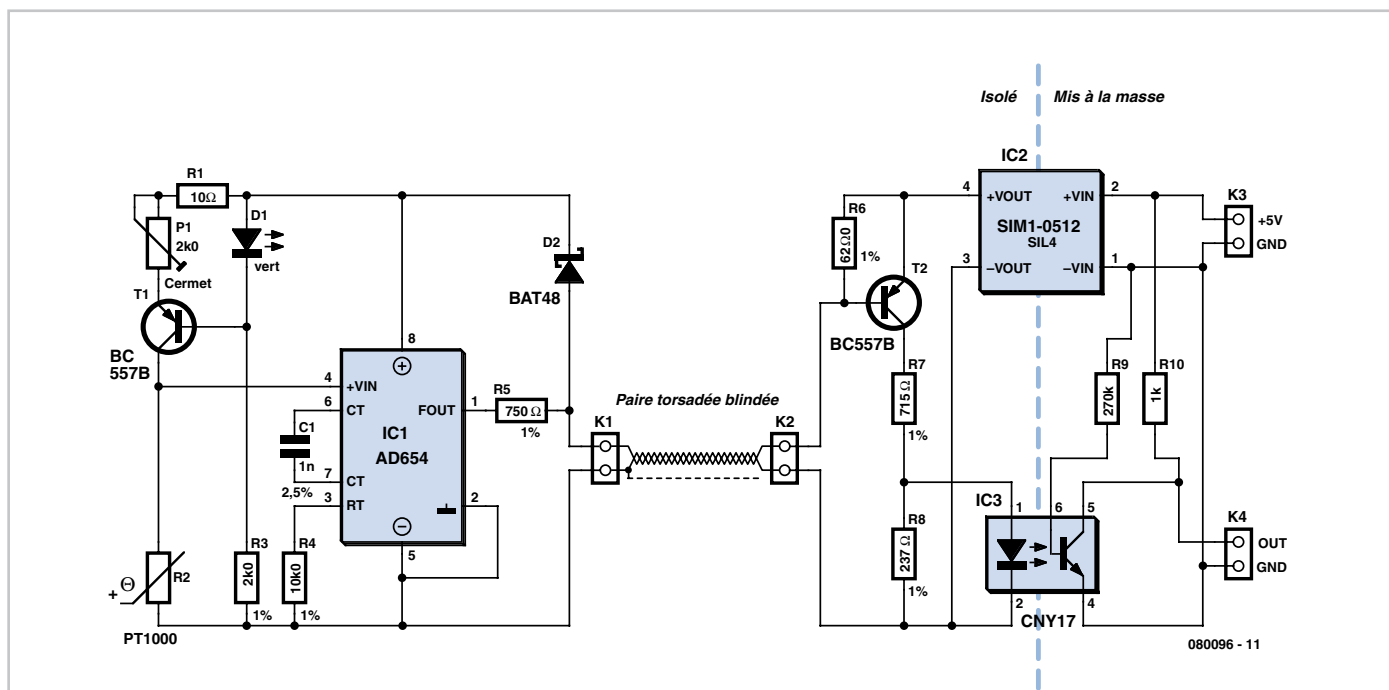 Isolé
Mis à la masse
R1
10Ω
P1
2k0
Cermet
D1
vert
T1
BC
557B
D2
BAT48
8
4
+VIN
6
CT
C1
1n
2,5%
7
CT
3
RT
FOUT
1
IC1
AD654
2
5
R5
750 Ω
1%
R3
2k0
1%
R4
10k0
1%
+
Θ
R2
PT1000
K1
Paire torsadée blindée
K2
R6
62Ω0
1%
T2
BC557B
R7
715 Ω
1%
R8
237 Ω
1%
IC2
4
+VOUT
+VIN
2
SIM1-0512
SIL4
3
–VOUT
–VIN
1
K3
+5V
GND
R9
270k
R10
1k
IC3
1
6
5
2
4
CNY17
K4
OUT
GND
080096 - 11